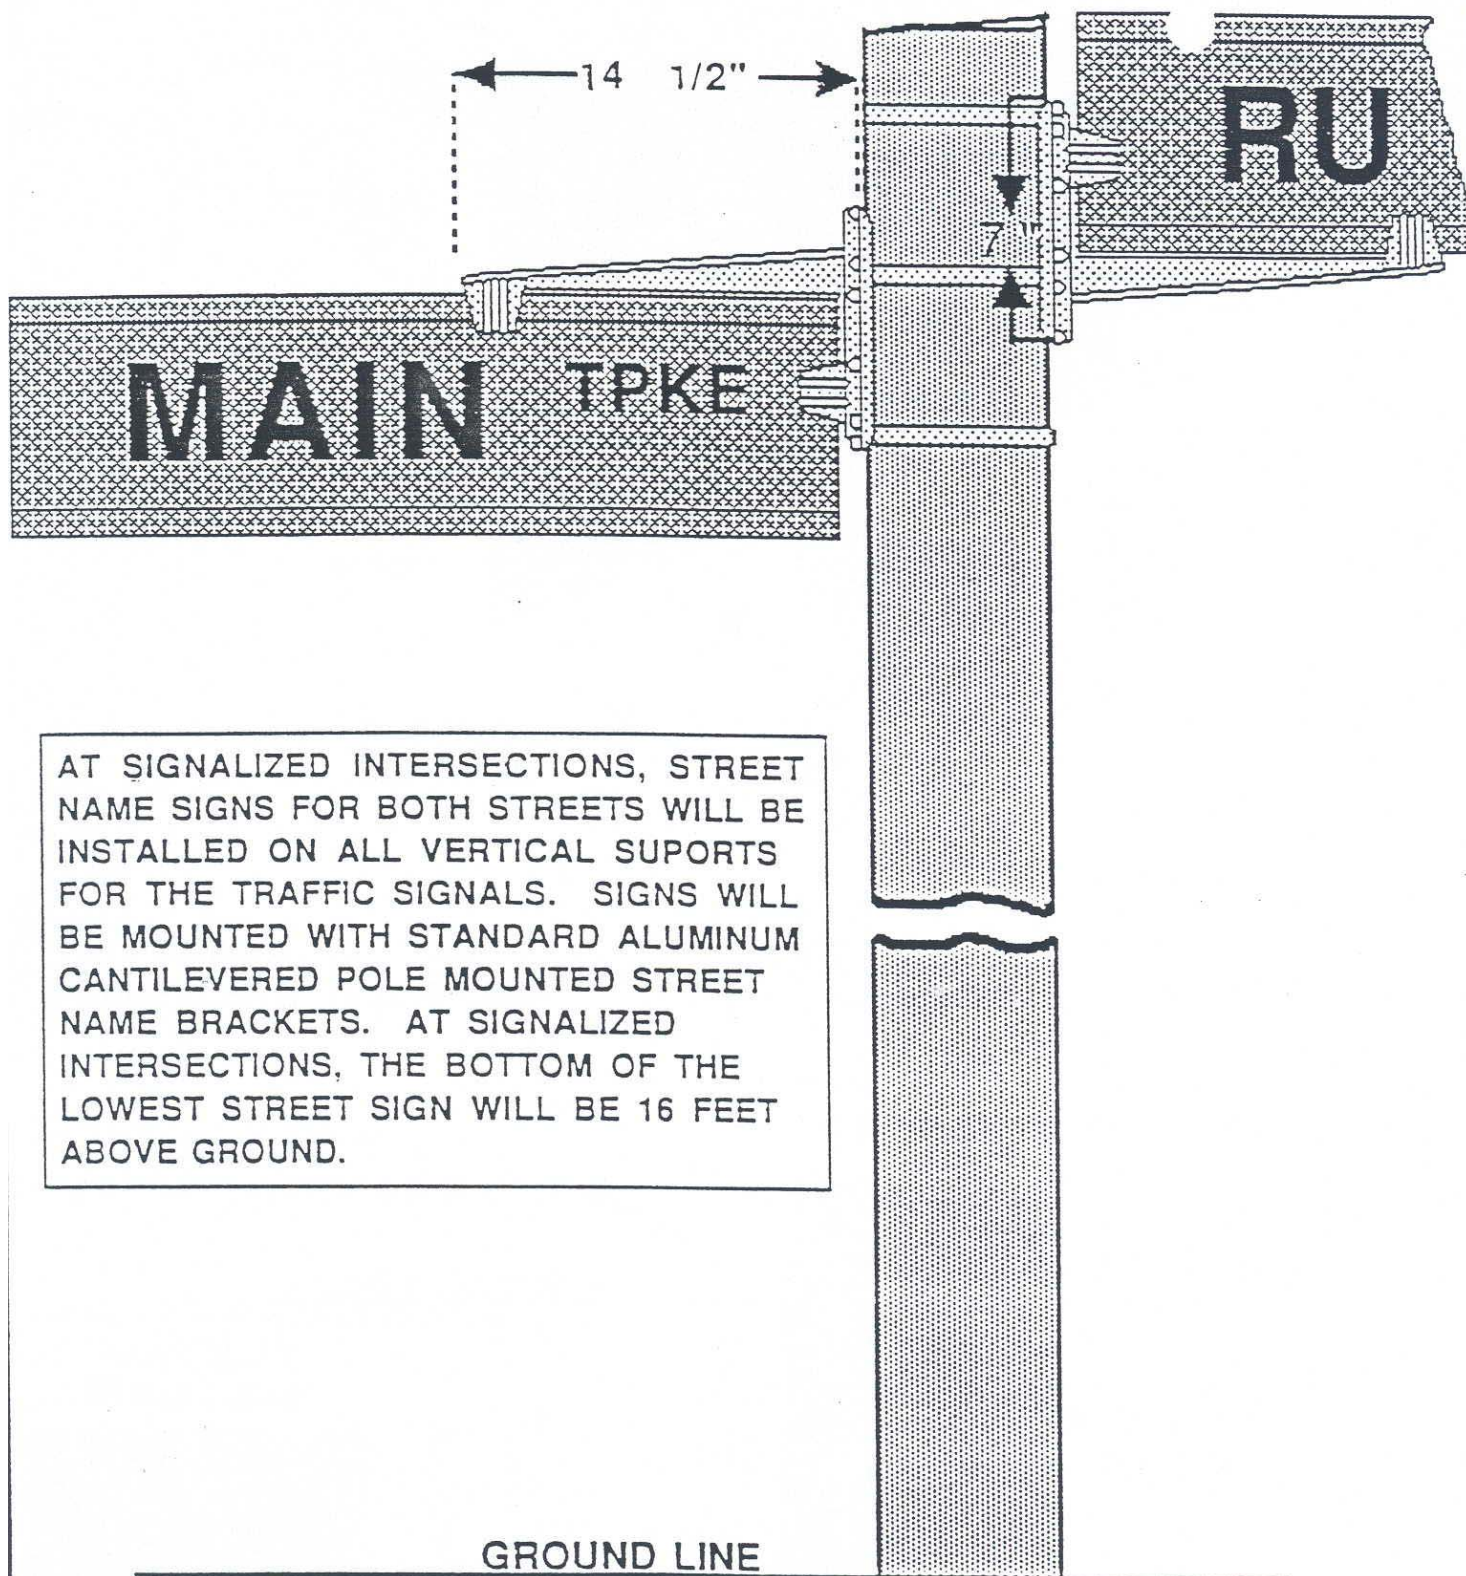 14 1/2"
RU
7"
MAIN TPKE
AT SIGNALIZED INTERSECTIONS, STREET
NAME SIGNS FOR BOTH STREETS WILL BE
INSTALLED ON ALL VERTICAL SUPORTS
FOR THE TRAFFIC SIGNALS. SIGNS WILL
BE MOUNTED WITH STANDARD ALUMINUM
CANTILEVERED POLE MOUNTED STREET
NAME BRACKETS. AT SIGNALIZED
INTERSECTIONS, THE BOTTOM OF THE
LOWEST STREET SIGN WILL BE 16 FEET
ABOVE GROUND.
GROUND LINE